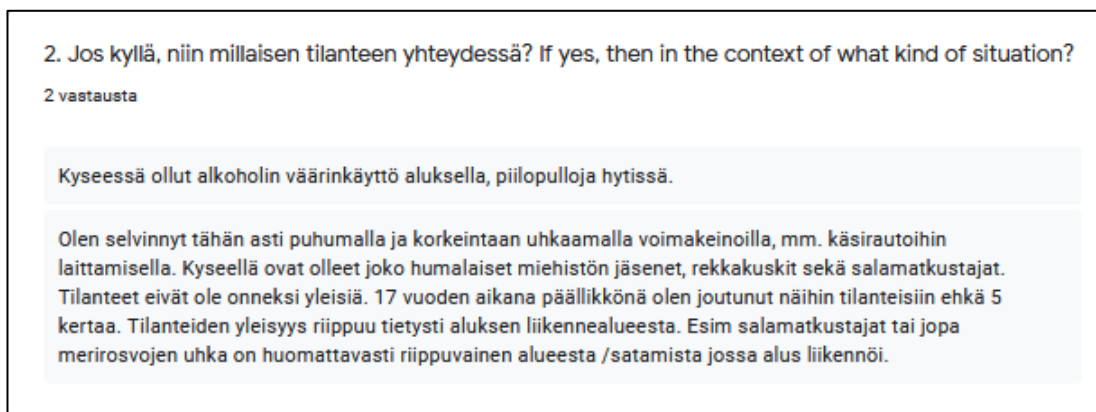 2. Jos kyllä, niin millaisen tilanteen yhteydessä? If yes, then in the context of what kind of situation?
2 vastausta
Kyseessä ollut alkoholin väärinkäyttö aluksella, piilopulloja hytissä.
Olen selvinnyt tähän asti puhumalla ja korkeintaan uhkaamalla voimakeinoilla, mm. käsirautoihin
laittamisella. Kyseellä ovat olleet joko humalaiset miehistön jäsenet, rekkakuskit sekä salamatkustajat.
Tilanteet eivät ole onneksi yleisiä. 17 vuoden aikana päällikkönä olen joutunut näihin tilanteisiin ehkä 5
kertaa. Tilanteiden yleisyys riippuu tietysti aluksen liikennealueesta. Esim salamatkustajat tai jopa
merirosvojen uhka on huomattavasti riippuvainen alueesta /satamista jossa alus liikennöi.